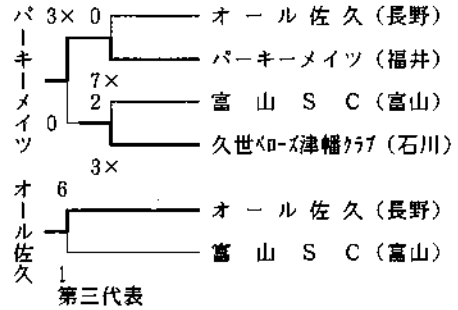 パーキーメイツ
3× 0
オール佐久(長野)
パーキーメイツ(福井)
7×
2
富山SC(富山)
0
久世ベローズ津幡クラブ(石川)
3×
オール佐久
6
オール佐久(長野)
富山SC(富山)
1
第三代表